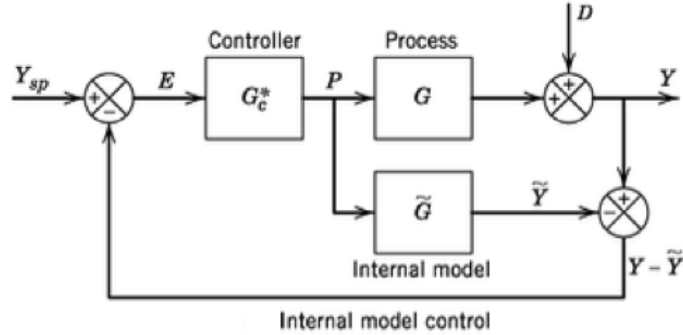 D
Controller Process
Y_sp E G_c^* P G Y
+ − + +
G̃ Ỹ − +
Internal model Y − Ỹ
Internal model control